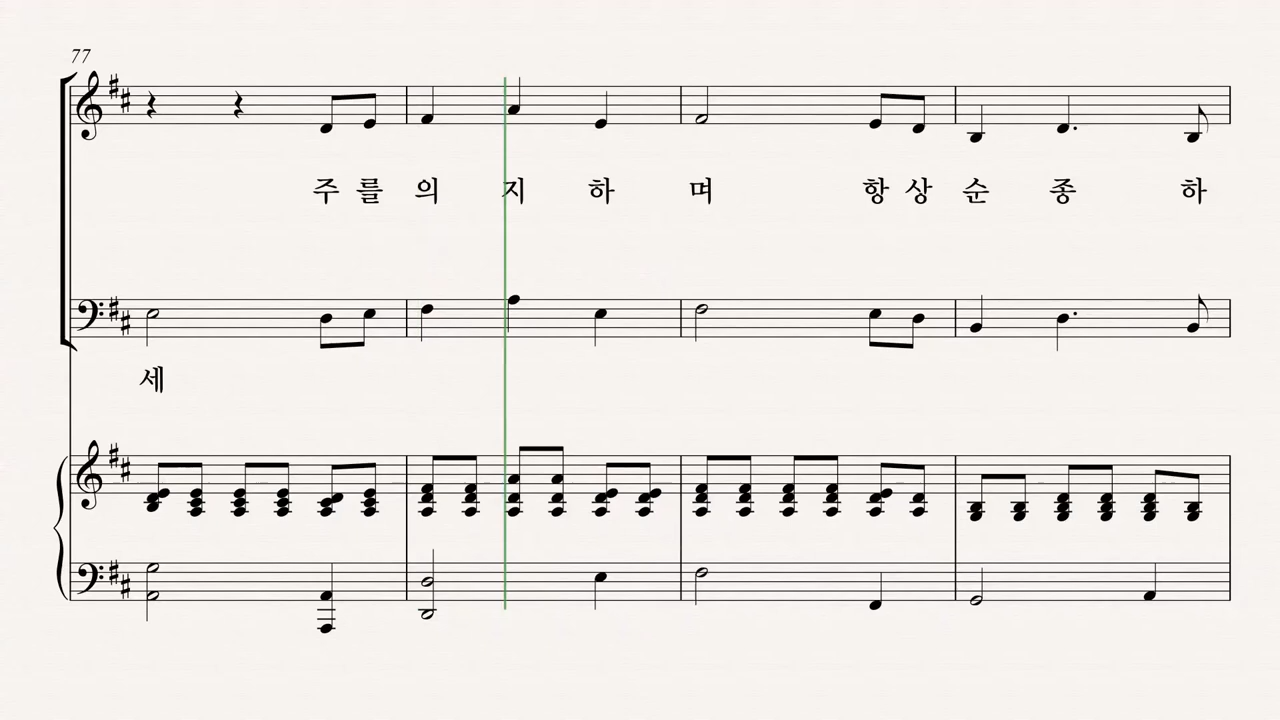 77
주 를 의 지 하 며 항 상 순 종 하
세